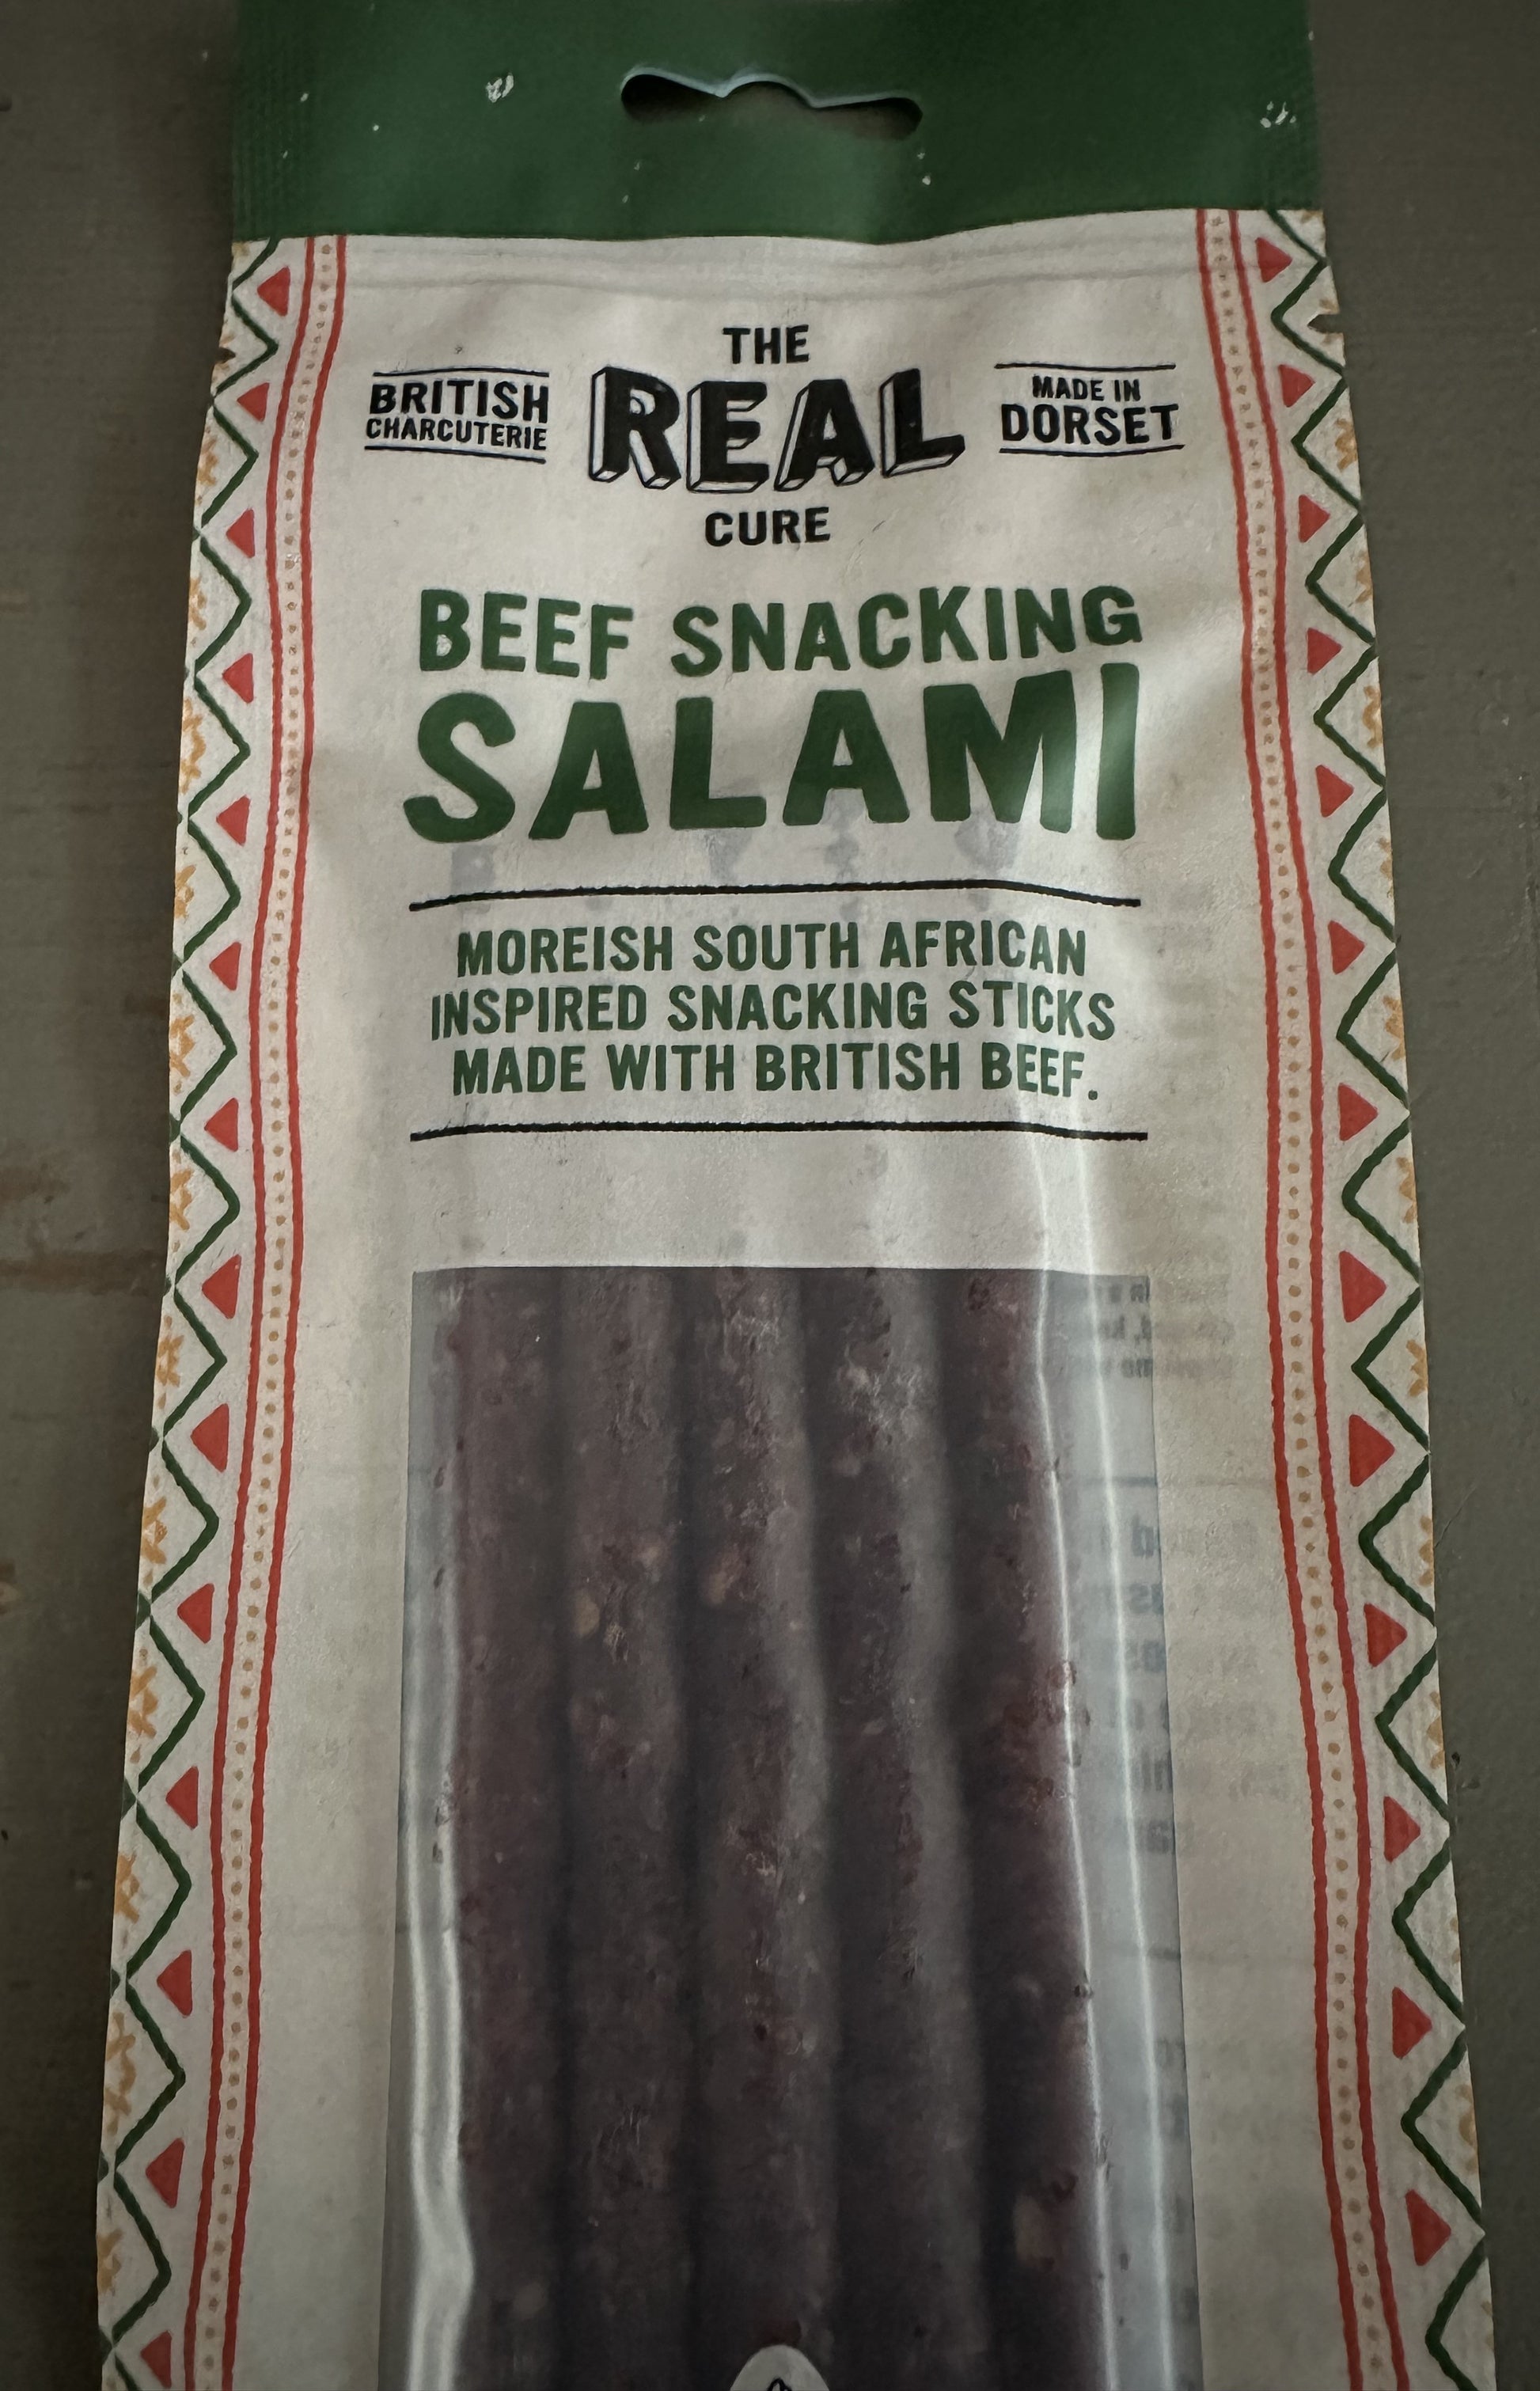 THE
BRITISH
CHARCUTERIE
REAL
MADE IN
DORSET
CURE
BEEF SNACKING
SALAMI
MOREISH SOUTH AFRICAN
INSPIRED SNACKING STICKS
MADE WITH BRITISH BEEF.